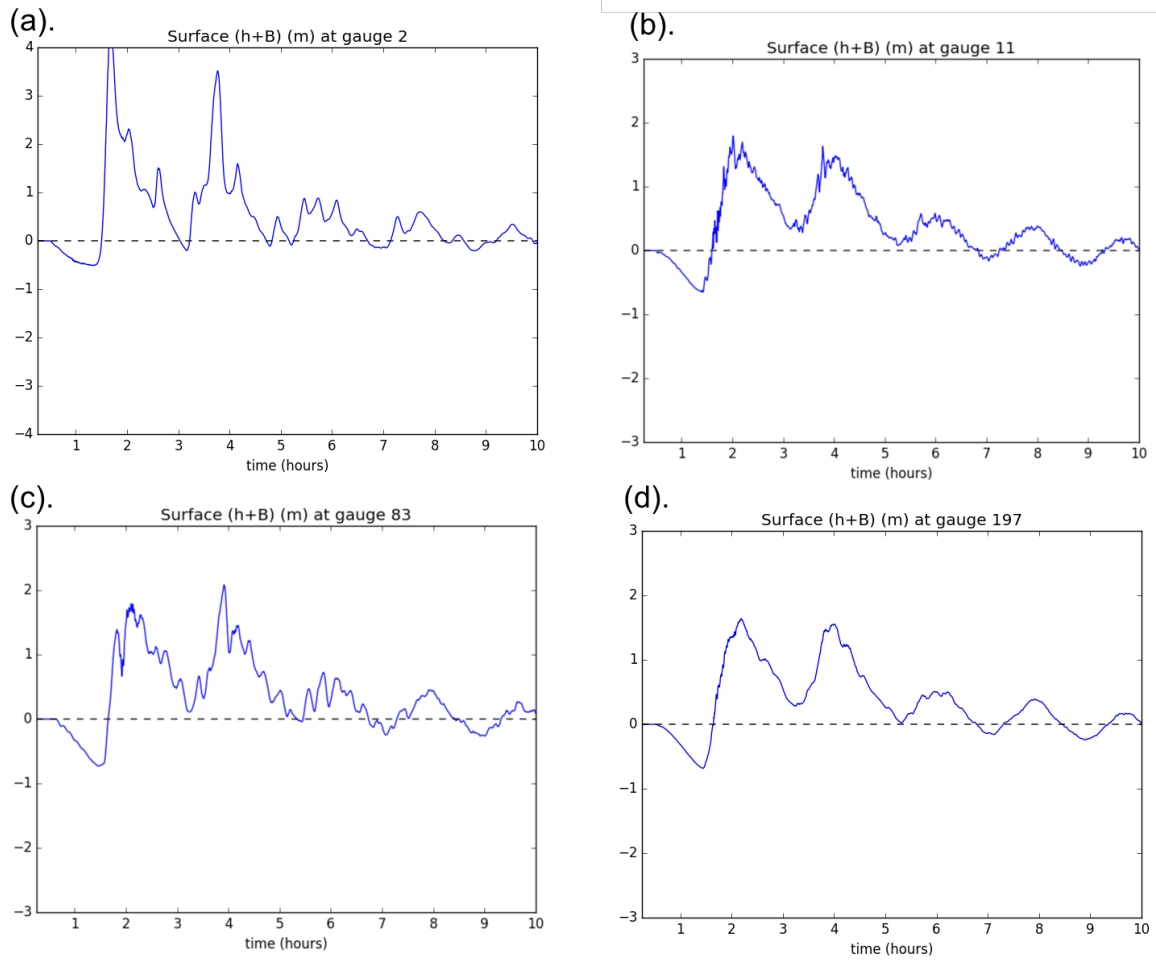 (a).
Surface (h+B) (m) at gauge 2
4
3
2
1
0
−1
−2
−3
−4
1 2 3 4 5 6 7 8 9 10
time (hours)
(b).
Surface (h+B) (m) at gauge 11
3
2
1
0
−1
−2
−3
1 2 3 4 5 6 7 8 9 10
time (hours)
(c).
Surface (h+B) (m) at gauge 83
3
2
1
0
−1
−2
−3
1 2 3 4 5 6 7 8 9 10
time (hours)
(d).
Surface (h+B) (m) at gauge 197
3
2
1
0
−1
−2
−3
1 2 3 4 5 6 7 8 9 10
time (hours)